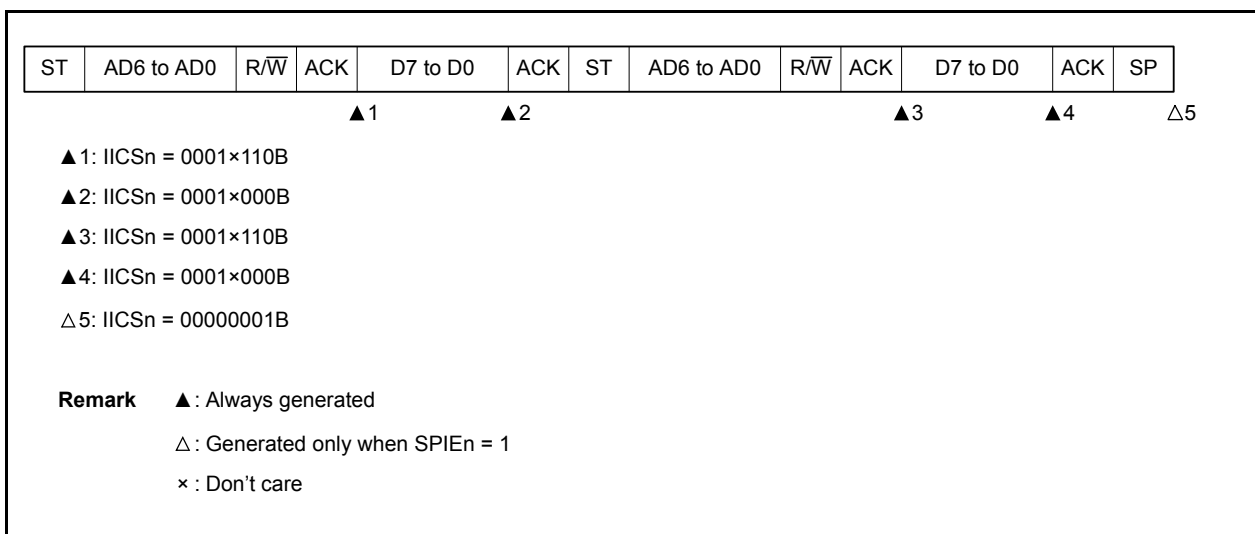 ST AD6 to AD0 R/W̅ ACK D7 to D0 ACK ST AD6 to AD0 R/W̅ ACK D7 to D0 ACK SP
▲1 ▲2 ▲3 ▲4 △5
▲1: IICSn = 0001×110B
▲2: IICSn = 0001×000B
▲3: IICSn = 0001×110B
▲4: IICSn = 0001×000B
△5: IICSn = 00000001B
Remark ▲: Always generated
△: Generated only when SPIEn = 1
× : Don't care